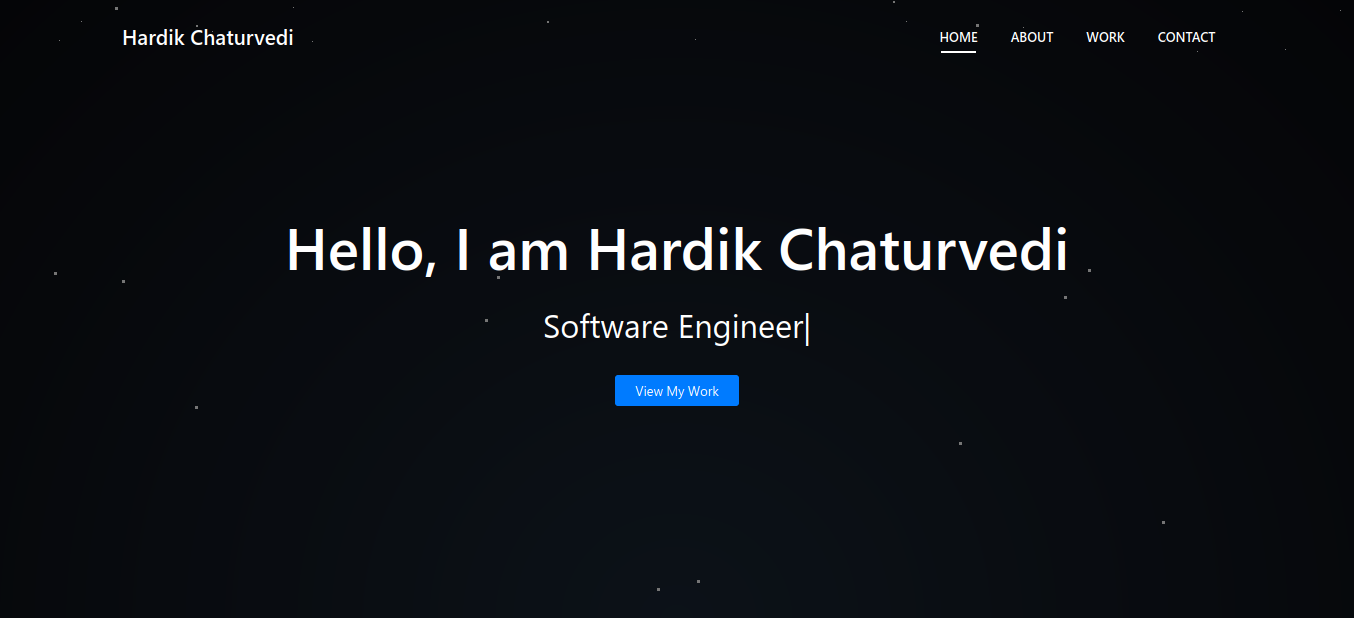 Hardik Chaturvedi
HOME ABOUT WORK CONTACT
Hello, I am Hardik Chaturvedi
Software Engineer|
View My Work